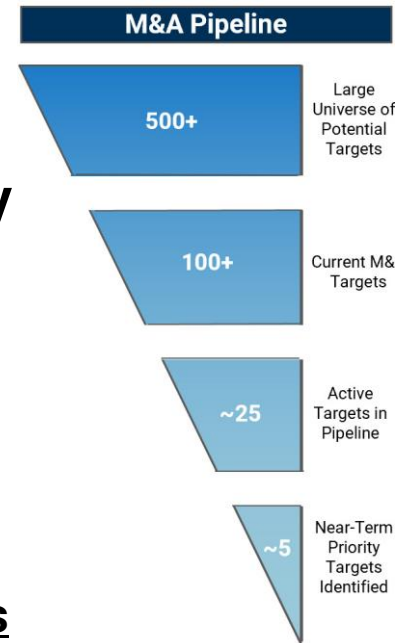 M&A Pipeline
500+
Large
Universe of
Potential
Targets
100+
Current M&
Targets
~25
Active
Targets in
Pipeline
~5
Near-Term
Priority
Targets
Identified
y
s